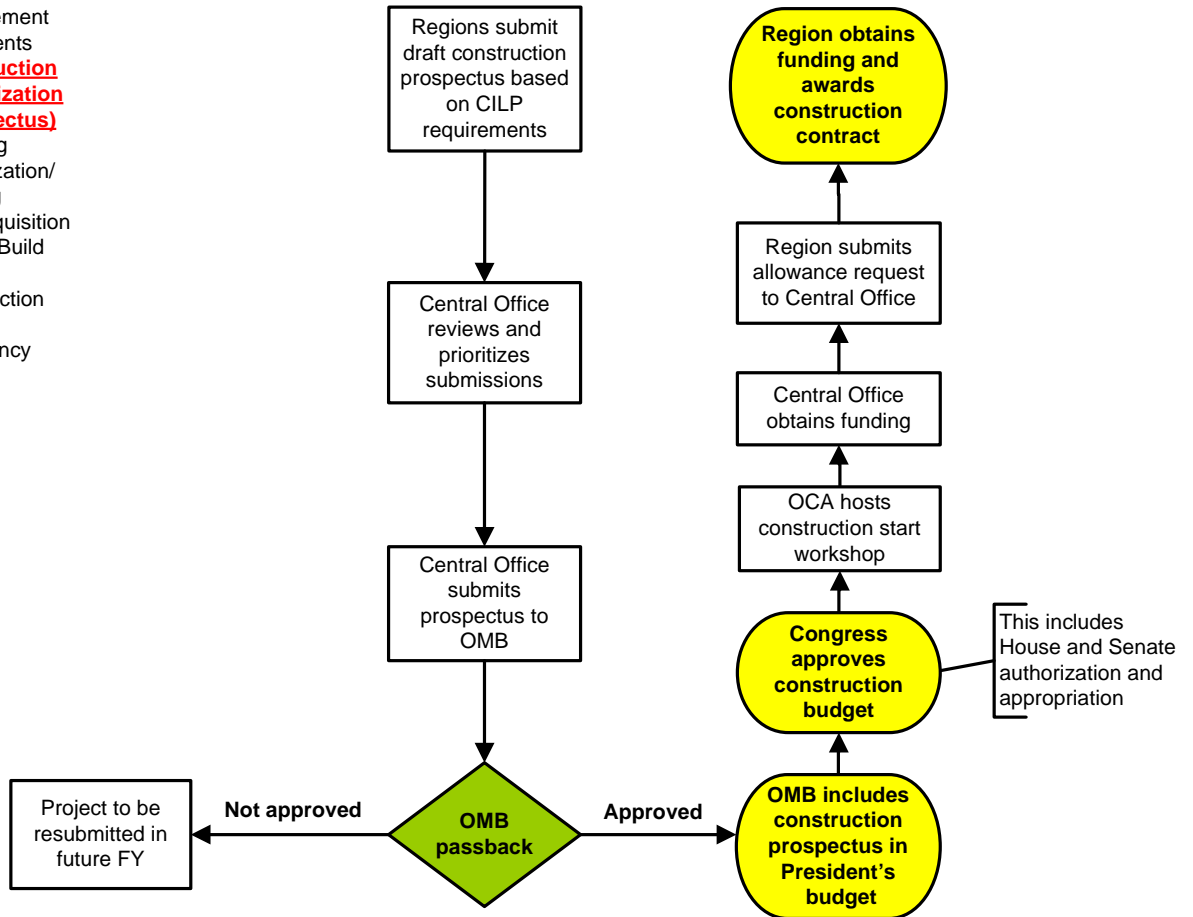 ement
ents
uction
ization
ectus)
g
zation/
g
quisition
Build
ction
ncy
Regions submit
draft construction
prospectus based
on CILP
requirements
Central Office
reviews and
prioritizes
submissions
Central Office
submits
prospectus to
OMB
OMB
passback
Not approved
Project to be
resubmitted in
future FY
Approved
OMB includes
construction
prospectus in
President's
budget
Congress
approves
construction
budget
This includes
House and Senate
authorization and
appropriation
OCA hosts
construction start
workshop
Central Office
obtains funding
Region submits
allowance request
to Central Office
Region obtains
funding and
awards
construction
contract